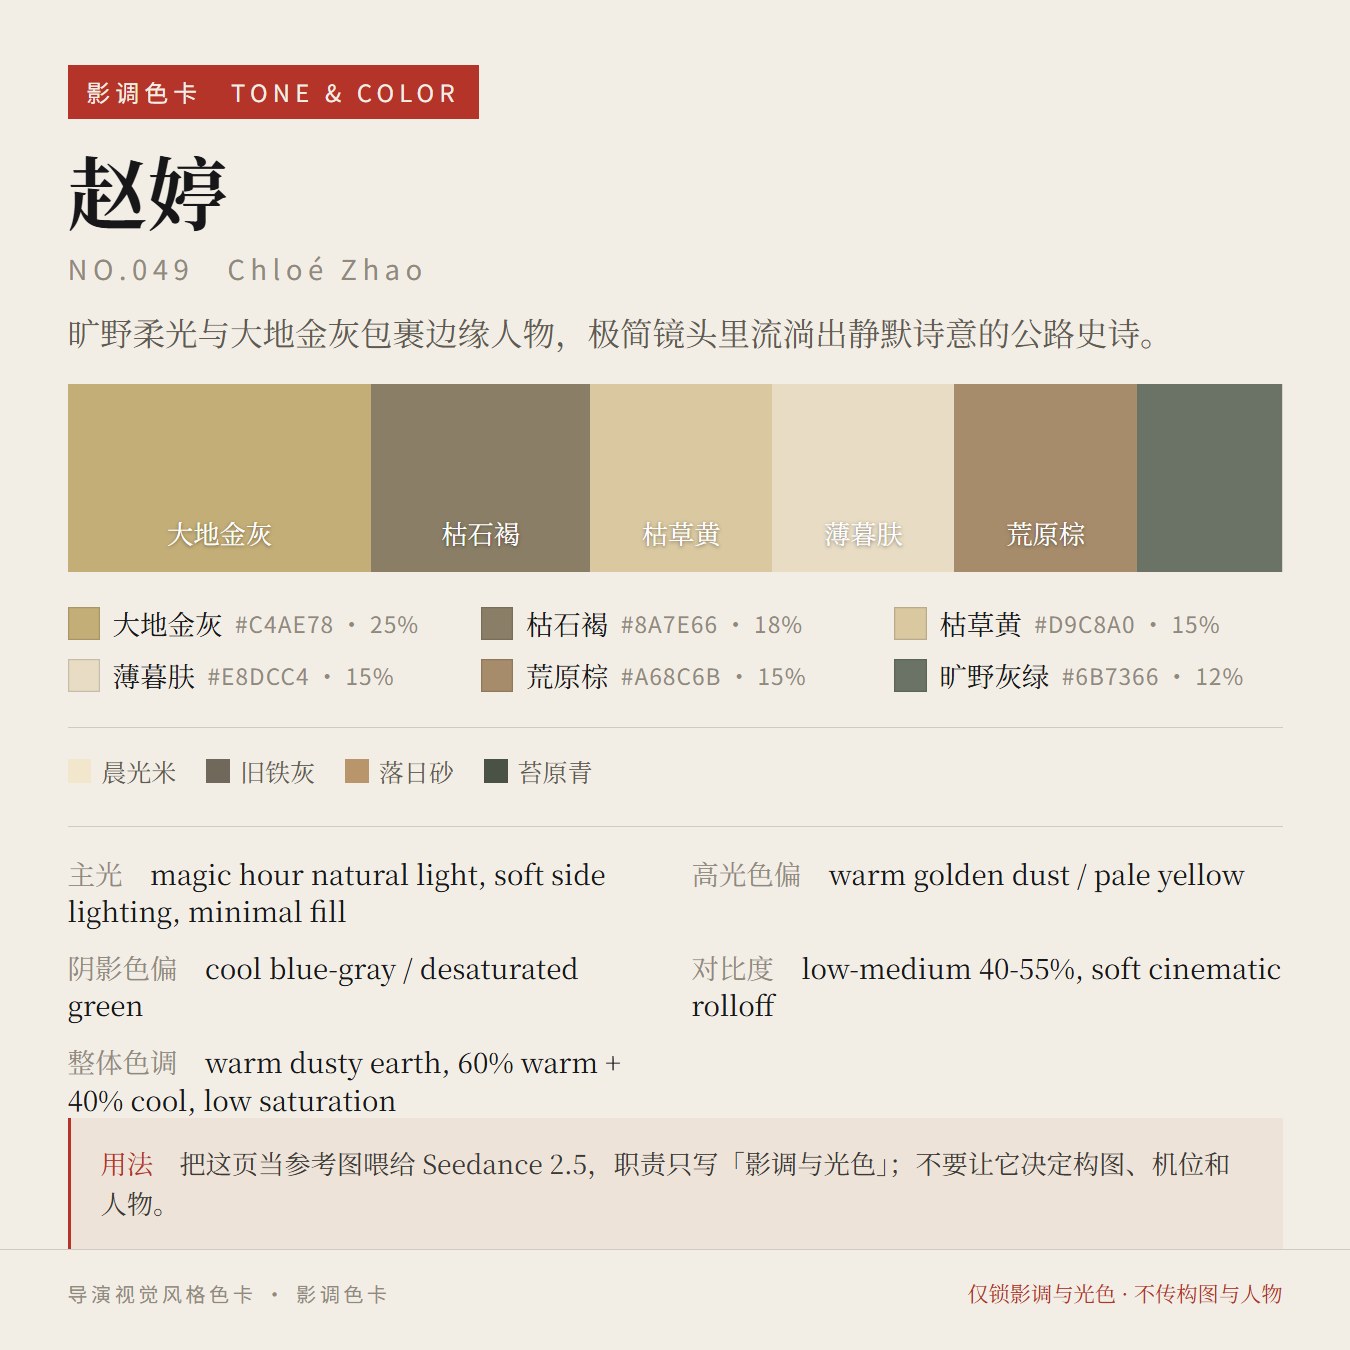 影调色卡　TONE & COLOR
赵婷
NO.049　Chloé Zhao
旷野柔光与大地金灰包裹边缘人物，极简镜头里流淌出静默诗意的公路史诗。
大地金灰　枯石褐　枯草黄　薄暮肤　荒原棕
大地金灰 #C4AE78 · 25%　枯石褐 #8A7E66 · 18%　枯草黄 #D9C8A0 · 15%
薄暮肤 #E8DCC4 · 15%　荒原棕 #A68C6B · 15%　旷野灰绿 #6B7366 · 12%
晨光米　旧铁灰　落日砂　苔原青
主光　magic hour natural light, soft side
lighting, minimal fill
高光色偏　warm golden dust / pale yellow
阴影色偏　cool blue-gray / desaturated
green
对比度　low-medium 40-55%, soft cinematic
rolloff
整体色调　warm dusty earth, 60% warm +
40% cool, low saturation
用法　把这页当参考图喂给 Seedance 2.5，职责只写「影调与光色」；不要让它决定构图、机位和
人物。
导演视觉风格色卡 · 影调色卡
仅锁影调与光色 · 不传构图与人物